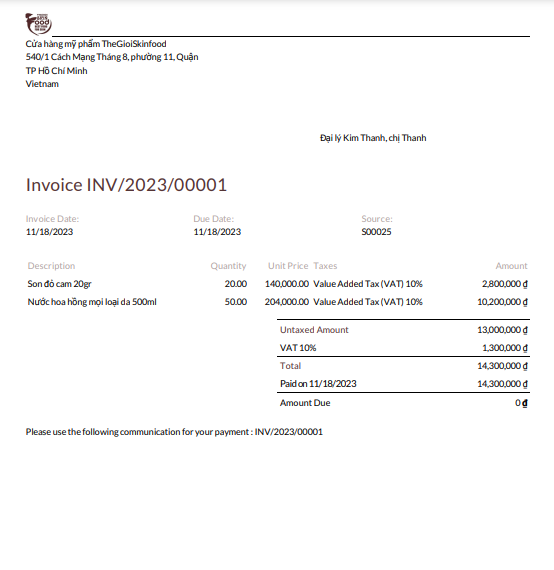 Food
Cửa hàng mỹ phẩm TheGioiSkinfood
540/1 Cách Mạng Tháng 8, phường 11, Quận
TP Hồ Chí Minh
Vietnam
Đại lý Kim Thanh, chị Thanh
Invoice INV/2023/00001
Invoice Date: Due Date: Source:
11/18/2023 11/18/2023 S00025
Description Quantity Unit Price Taxes Amount
Son đỏ cam 20gr 20.00 140,000.00 Value Added Tax (VAT) 10% 2,800,000 ₫
Nước hoa hồng mọi loại da 500ml 50.00 204,000.00 Value Added Tax (VAT) 10% 10,200,000 ₫
Untaxed Amount 13,000,000 ₫
VAT 10% 1,300,000 ₫
Total 14,300,000 ₫
Paid on 11/18/2023 14,300,000 ₫
Amount Due 0 ₫
Please use the following communication for your payment : INV/2023/00001